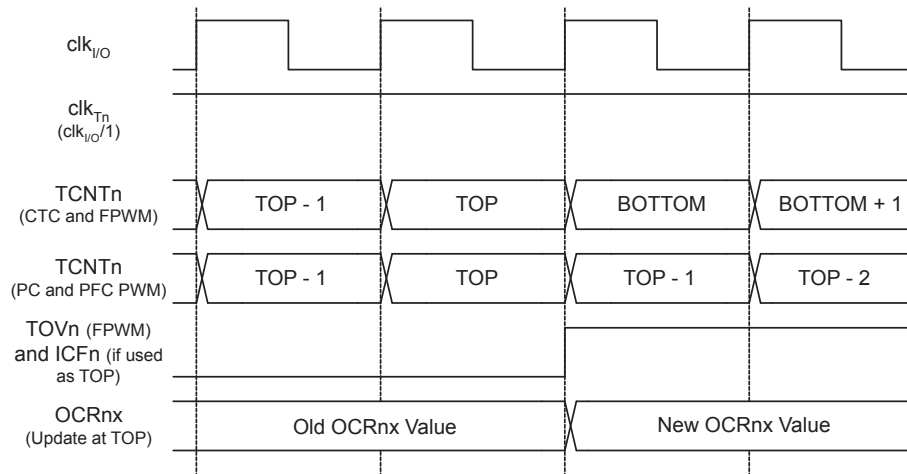 clkI/O
clkTn
(clkI/O/1)
TCNTn
(CTC and FPWM)
TOP - 1
TOP
BOTTOM
BOTTOM + 1
TCNTn
(PC and PFC PWM)
TOP - 1
TOP
TOP - 1
TOP - 2
TOVn (FPWM)
and ICFn (if used
as TOP)
OCRnx
(Update at TOP)
Old OCRnx Value
New OCRnx Value